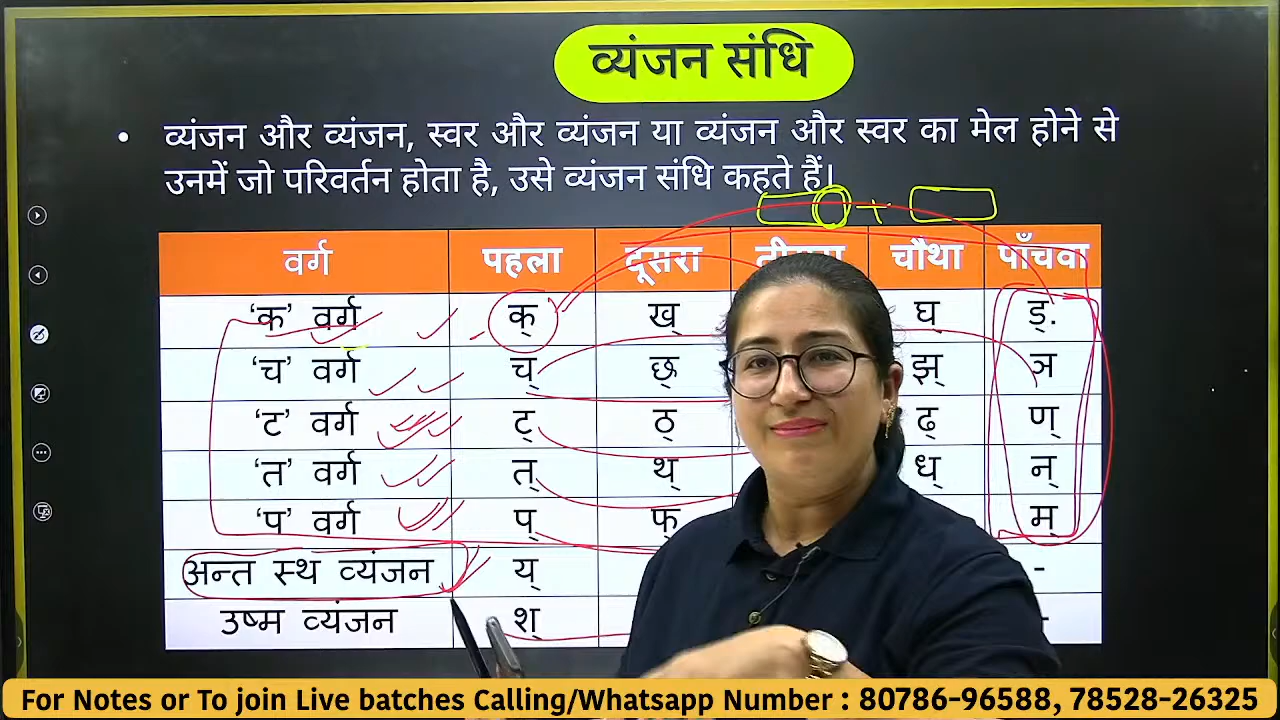 व्यंजन संधि
• व्यंजन और व्यंजन, स्वर और व्यंजन या व्यंजन और स्वर का मेल होने से
उनमें जो परिवर्तन होता है, उसे व्यंजन संधि कहते हैं।
वर्ग पहला दूसरा चौथा पाँचवा
‘क’ वर्ग क् ख् घ् ड्.
‘च’ वर्ग च् छ् झ् ञ
‘ट’ वर्ग ट् ठ् ढ् ण्
‘त’ वर्ग त् थ् ध् न्
‘प’ वर्ग प् फ् म्
अन्त स्थ व्यंजन य् -
उष्म व्यंजन श् -
For Notes or To join Live batches Calling/Whatsapp Number : 80786-96588, 78528-26325